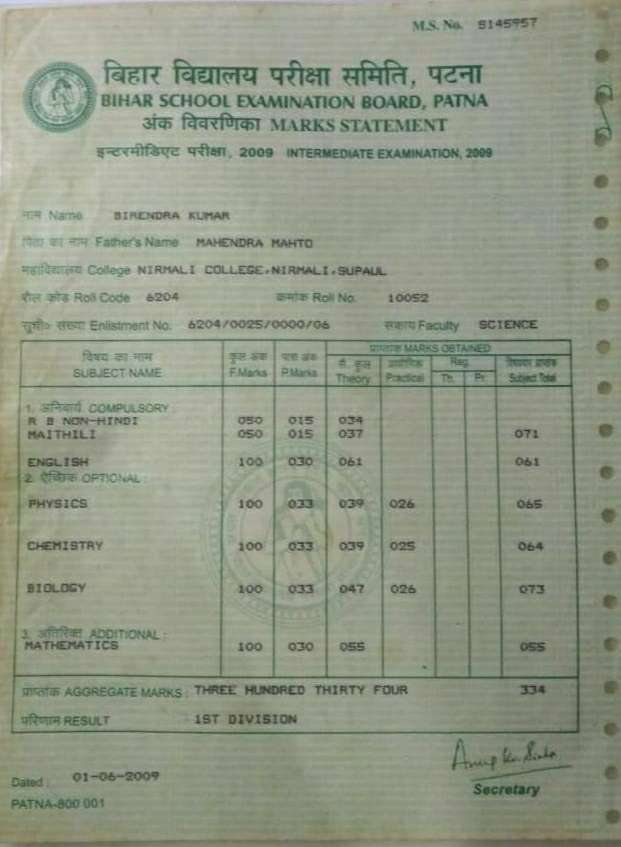 M.S. No. 5145957
बिहार विद्यालय परीक्षा समिति, पटना
BIHAR SCHOOL EXAMINATION BOARD, PATNA
अंक विवरणिका MARKS STATEMENT
इन्टरमीडिएट परीक्षा, 2009 INTERMEDIATE EXAMINATION, 2009
नाम Name BIRENDRA KUMAR
पिता का नाम Father's Name MAHENDRA MAHTO
महाविद्यालय College NIRMALI COLLEGE,NIRMALI,SUPAUL
रौल कोड Roll Code 6204 क्रमांक Roll No. 10052
सूची० संख्या Enlistment No. 6204/0025/0000/06 संकाय Faculty SCIENCE
विषय का नाम SUBJECT NAME कुल अंक F.Marks पास अंक P.Marks प्राप्तांक MARKS OBTAINED
Theory Practical Reg. Th. Pr. Subject Total
1. अनिवार्य COMPULSORY :
R B NON-HINDI 050 015 034
MAITHILI 050 015 037 071
ENGLISH 100 030 061 061
2. ऐच्छिक OPTIONAL :
PHYSICS 100 033 039 026 065
CHEMISTRY 100 033 039 025 064
BIOLOGY 100 033 047 026 073
3. अतिरिक्त ADDITIONAL :
MATHEMATICS 100 030 055 055
प्राप्तांक AGGREGATE MARKS : THREE HUNDRED THIRTY FOUR 334
परिणाम RESULT : 1ST DIVISION
Dated : 01-06-2009
Secretary
PATNA-800 001